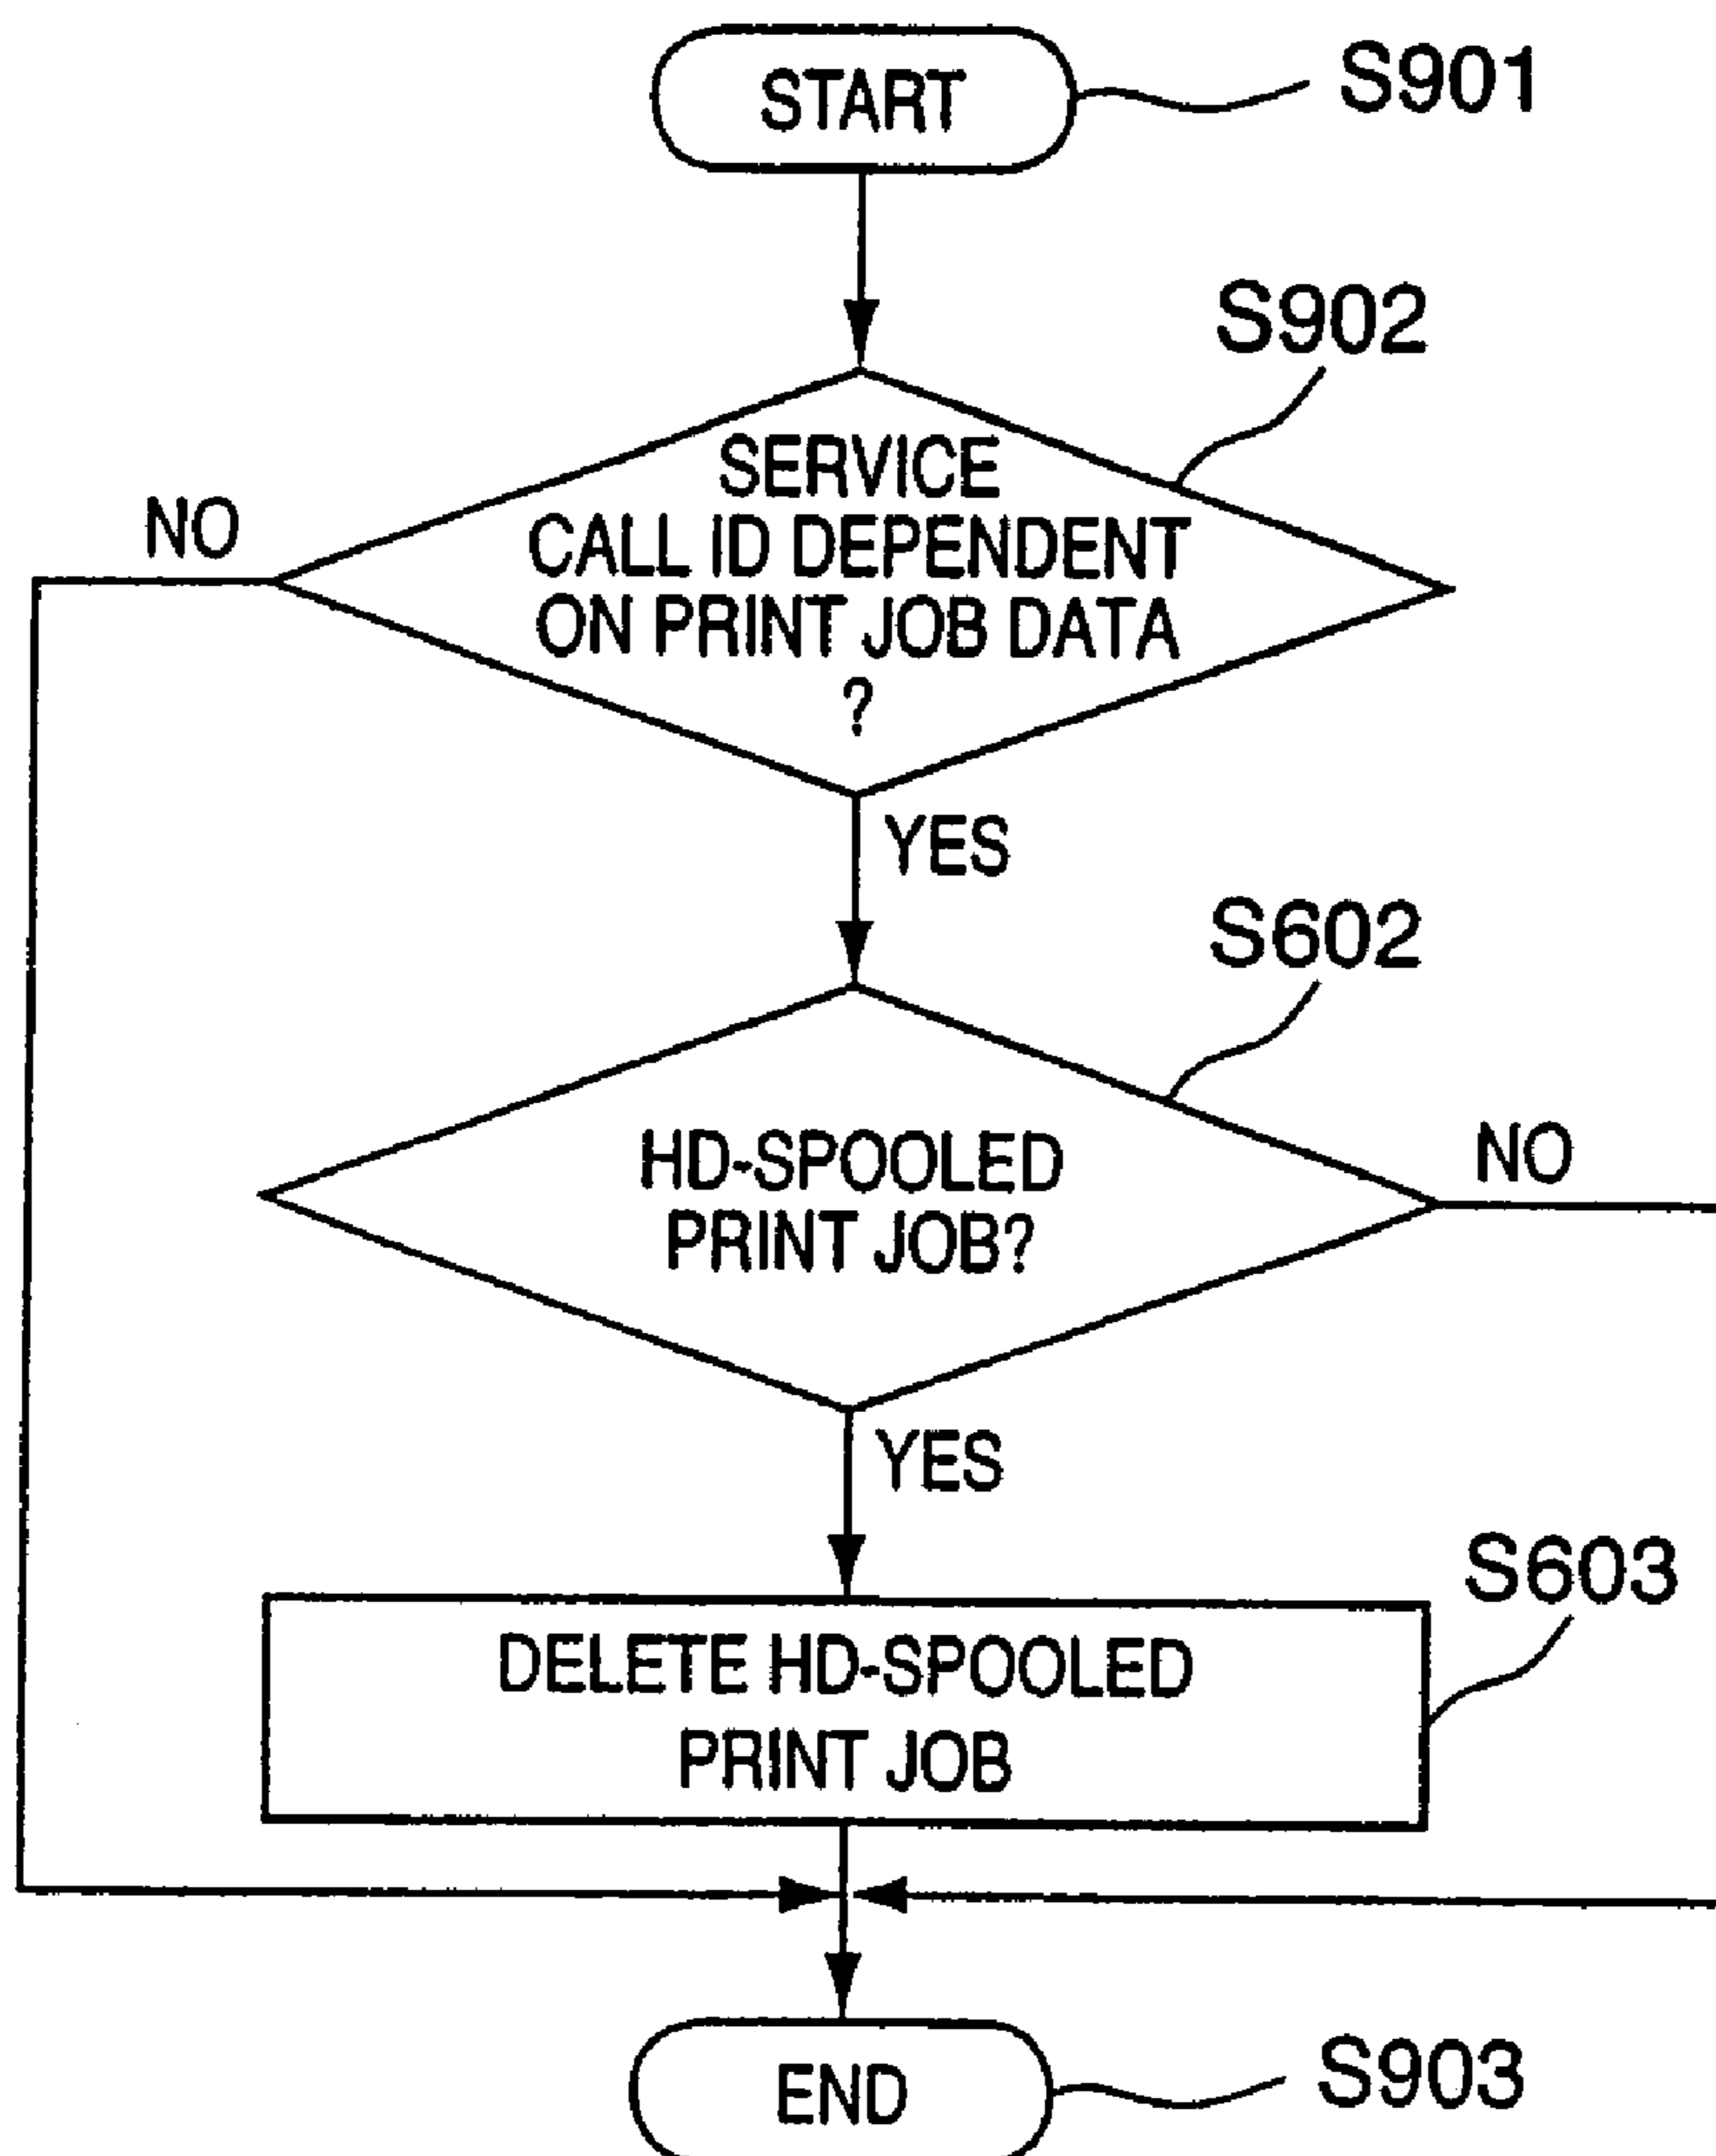 START
S901
S902
SERVICE
CALL ID DEPENDENT
ON PRINT JOB DATA
?
NO
YES
S602
HD-SPOOLED
PRINT JOB?
NO
YES
S603
DELETE HD-SPOOLED
PRINT JOB
END
S903